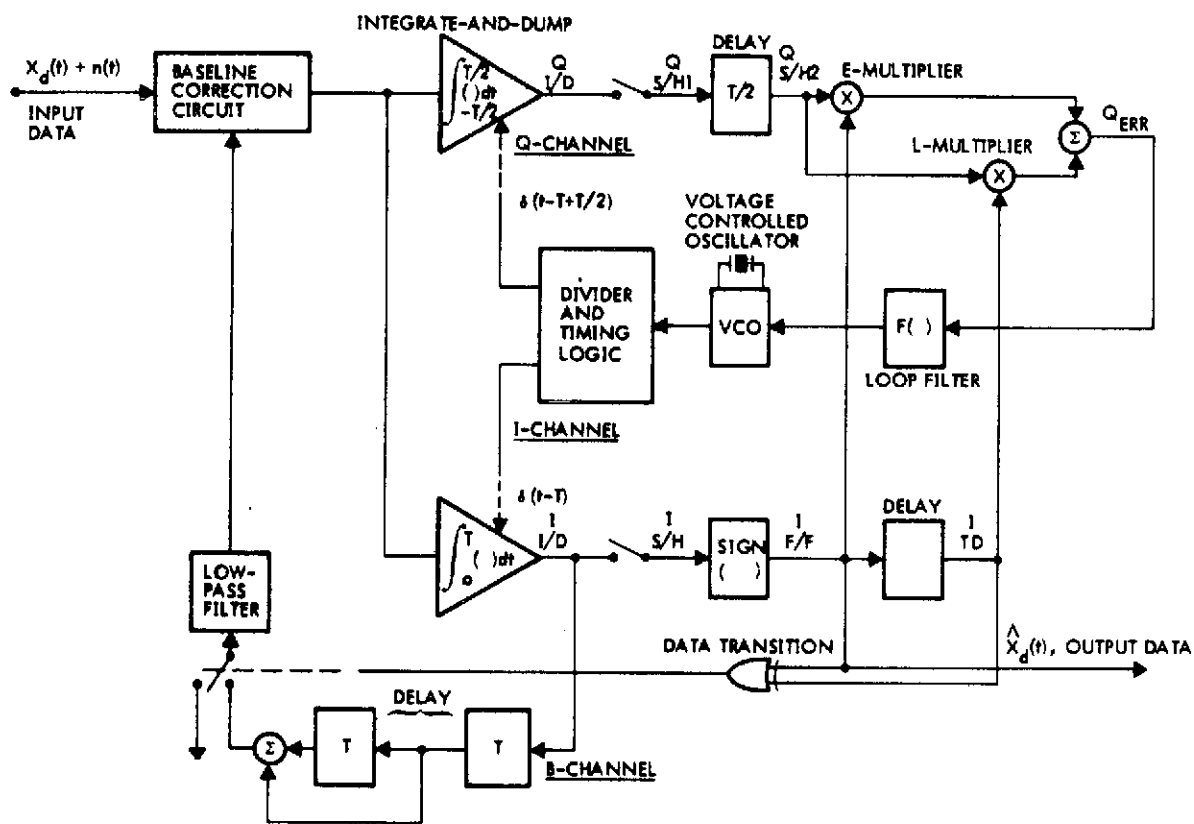 INTEGRATE-AND-DUMP
X_d(t) + n(t)
INPUT
DATA
BASELINE
CORRECTION
CIRCUIT
∫ T/2
( )dt
-T/2
Q
I/D
Q
S/H1
DELAY
T/2
Q
S/H2
E-MULTIPLIER
X
Σ
Q_ERR
L-MULTIPLIER
X
Q-CHANNEL
δ(t-T+T/2)
VOLTAGE
CONTROLLED
OSCILLATOR
DIVIDER
AND
TIMING
LOGIC
VCO
F( )
LOOP FILTER
I-CHANNEL
δ(t-T)
∫ T
( )dt
o
I
I/D
I
S/H
SIGN
( )
I
F/F
DELAY
I
TD
LOW-
PASS
FILTER
DATA TRANSITION
X̂_d(t), OUTPUT DATA
DELAY
Σ
T
T
B-CHANNEL